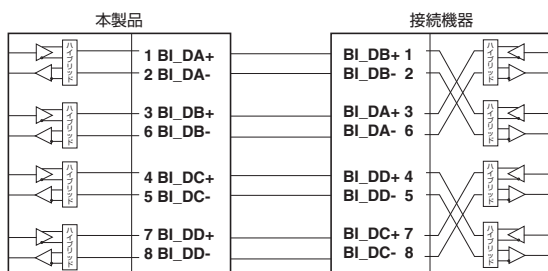 本製品
接続機器
ハイブリッド
1 BI_DA+
2 BI_DA-
ハイブリッド
3 BI_DB+
6 BI_DB-
ハイブリッド
4 BI_DC+
5 BI_DC-
ハイブリッド
7 BI_DD+
8 BI_DD-
BI_DB+ 1
BI_DB- 2
ハイブリッド
BI_DA+ 3
BI_DA- 6
ハイブリッド
BI_DD+ 4
BI_DD- 5
ハイブリッド
BI_DC+ 7
BI_DC- 8
ハイブリッド